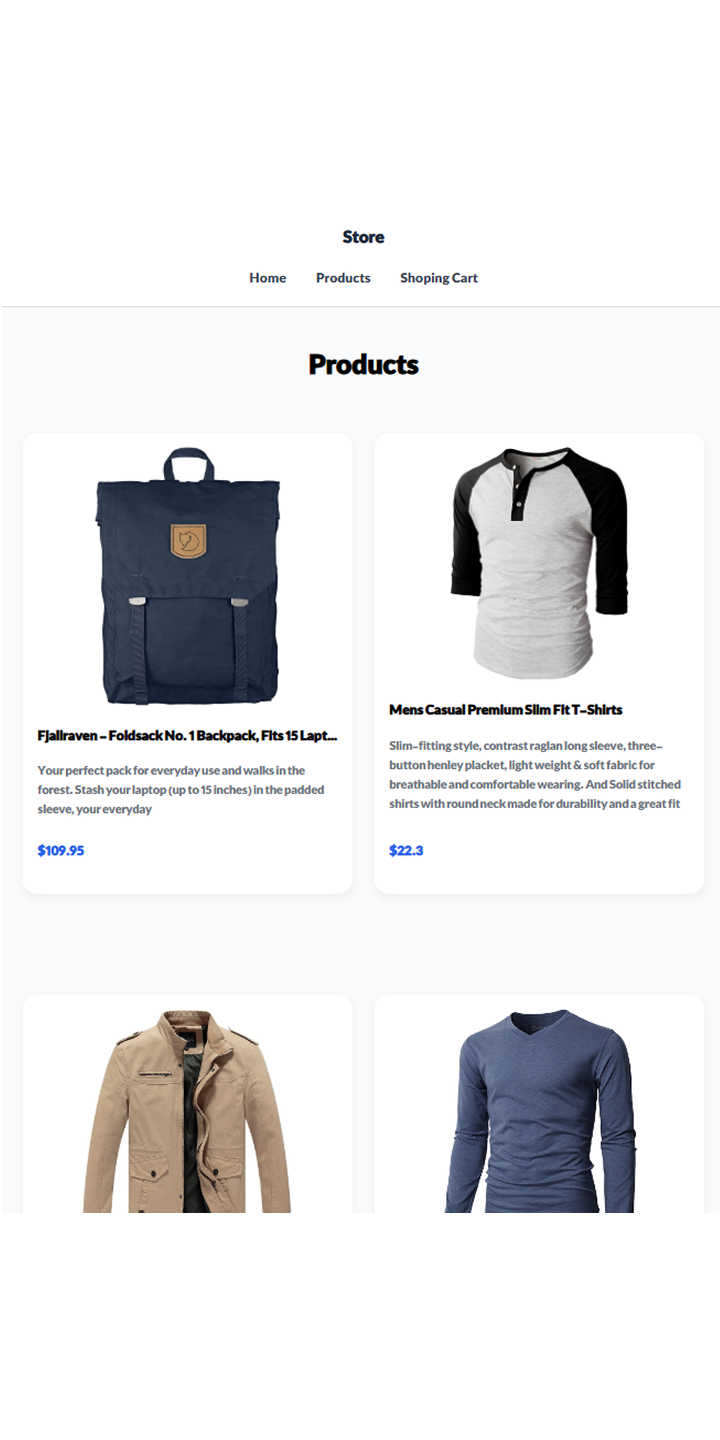 Store
Home Products Shoping Cart
Products
Fjallraven - Foldsack No. 1 Backpack, Fits 15 Lapt...
Your perfect pack for everyday use and walks in the
forest. Stash your laptop (up to 15 inches) in the padded
sleeve, your everyday
$109.95
Mens Casual Premium Slim Fit T-Shirts
Slim-fitting style, contrast raglan long sleeve, three-
button henley placket, light weight & soft fabric for
breathable and comfortable wearing. And Solid stitched
shirts with round neck made for durability and a great fit
$22.3